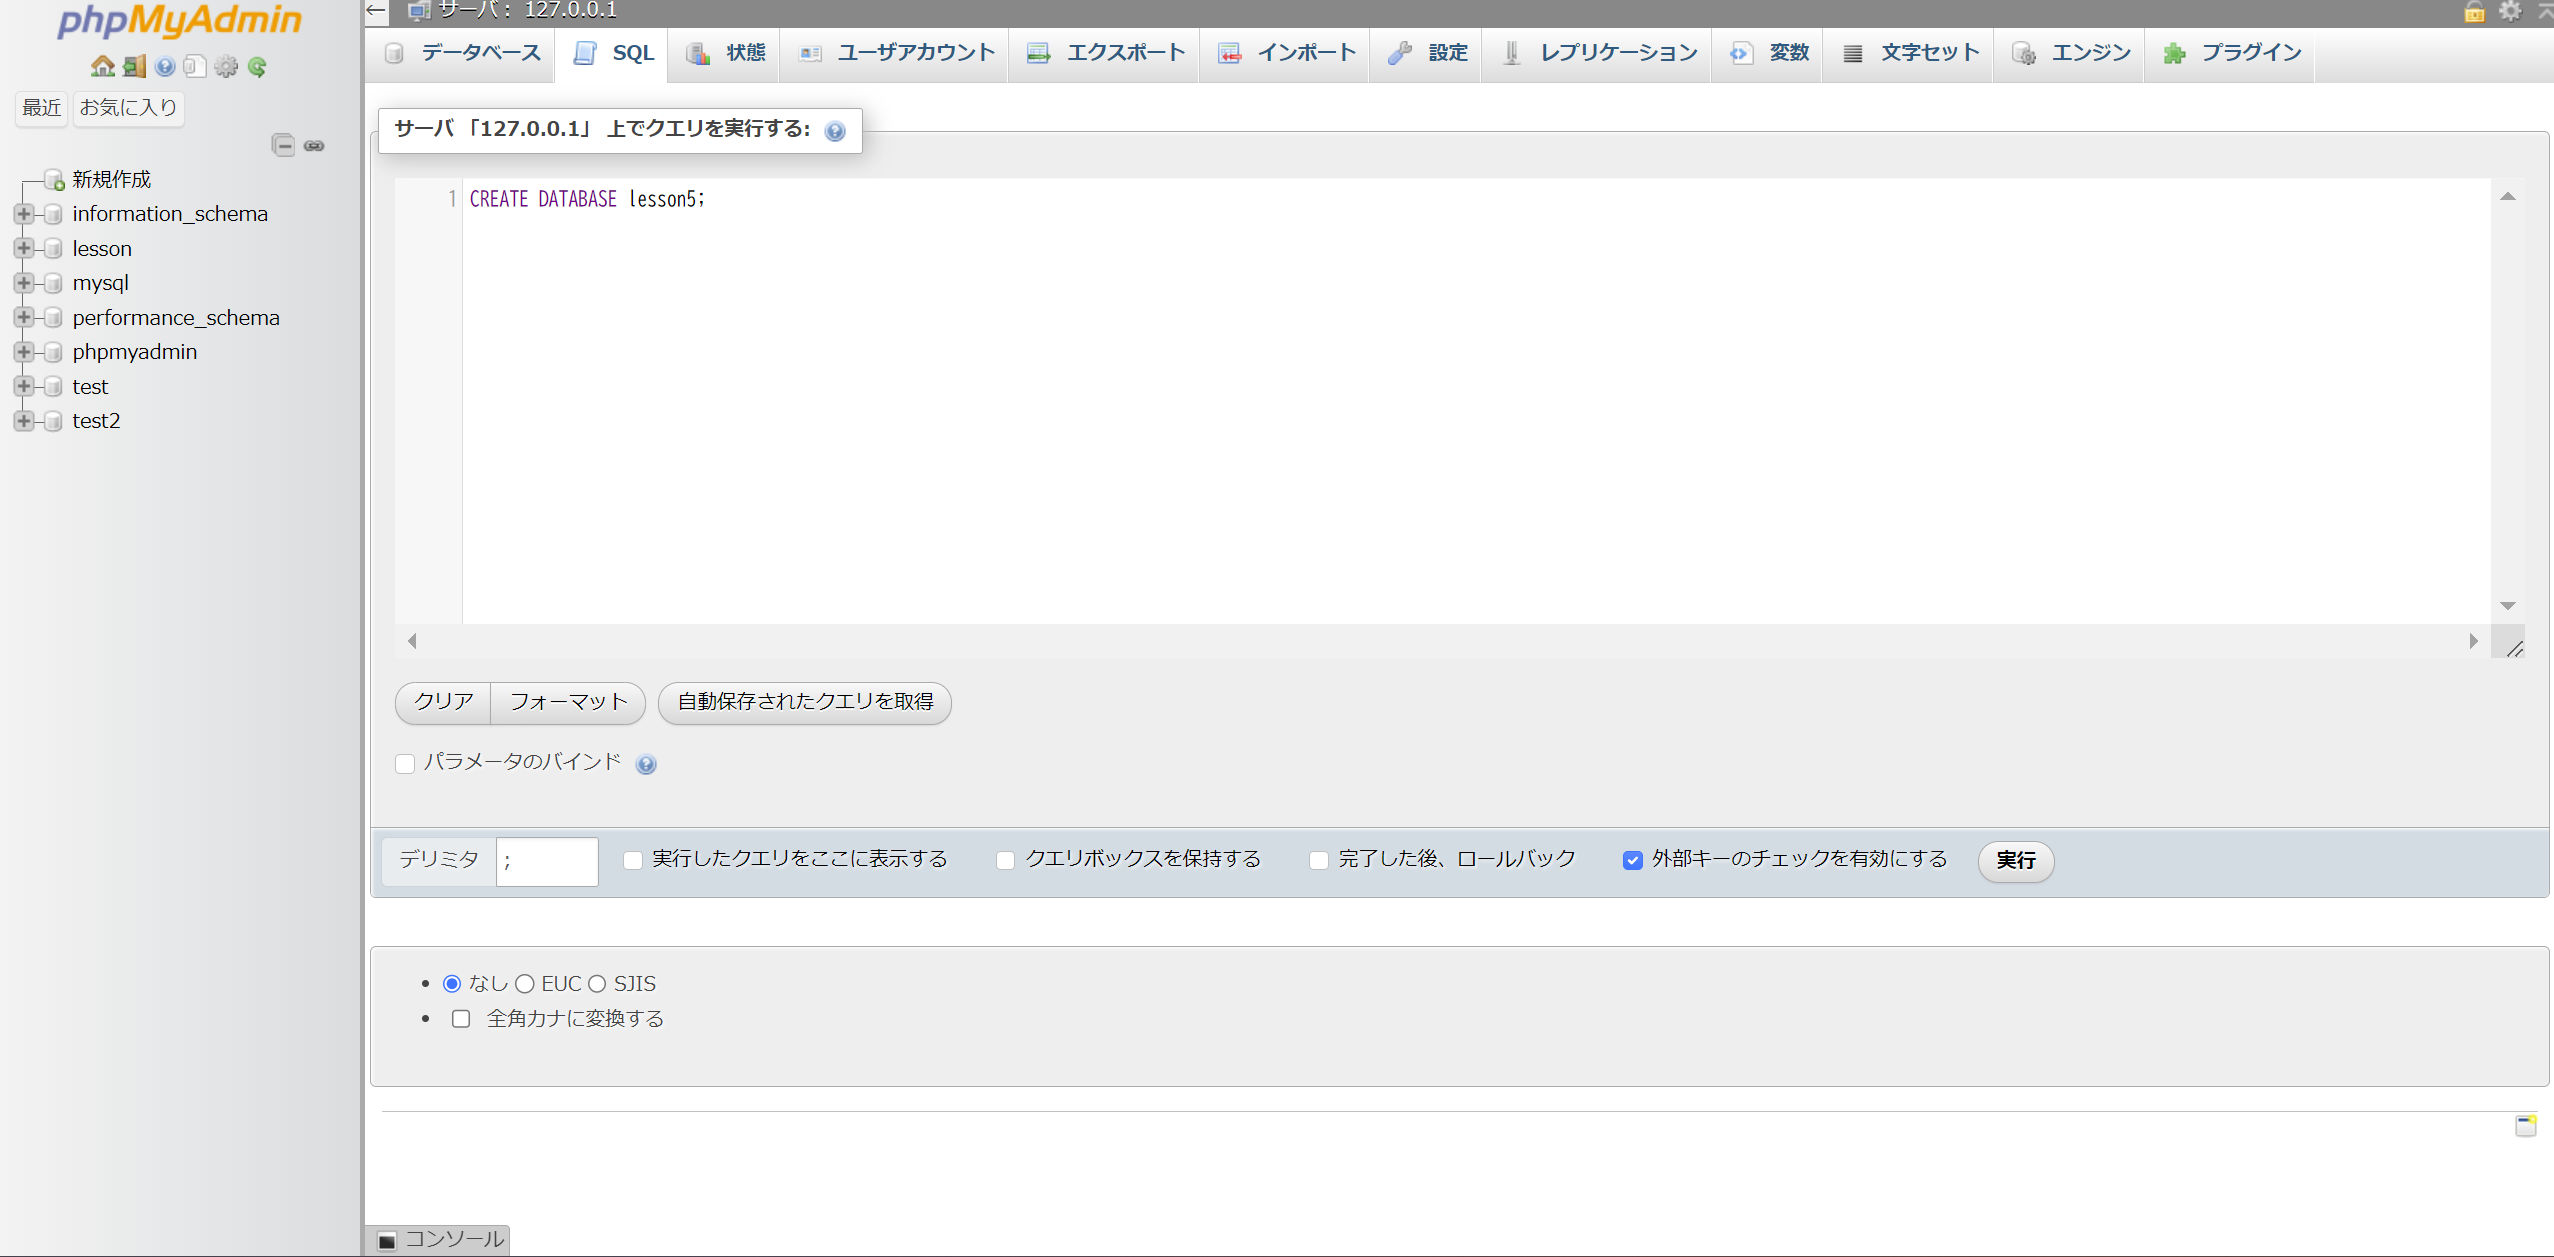 phpMyAdmin
最近 お気に入り
新規作成
information_schema
lesson
mysql
performance_schema
phpmyadmin
test
test2
サーバ: 127.0.0.1
データベース SQL 状態 ユーザアカウント エクスポート インポート 設定 レプリケーション 変数 文字セット エンジン プラグイン
サーバ 「127.0.0.1」 上でクエリを実行する:
1 CREATE DATABASE lesson5;
クリア フォーマット 自動保存されたクエリを取得
パラメータのバインド
デリミタ ; 実行したクエリをここに表示する クエリボックスを保持する 完了した後、ロールバック 外部キーのチェックを有効にする 実行
なし EUC SJIS
全角カナに変換する
コンソール